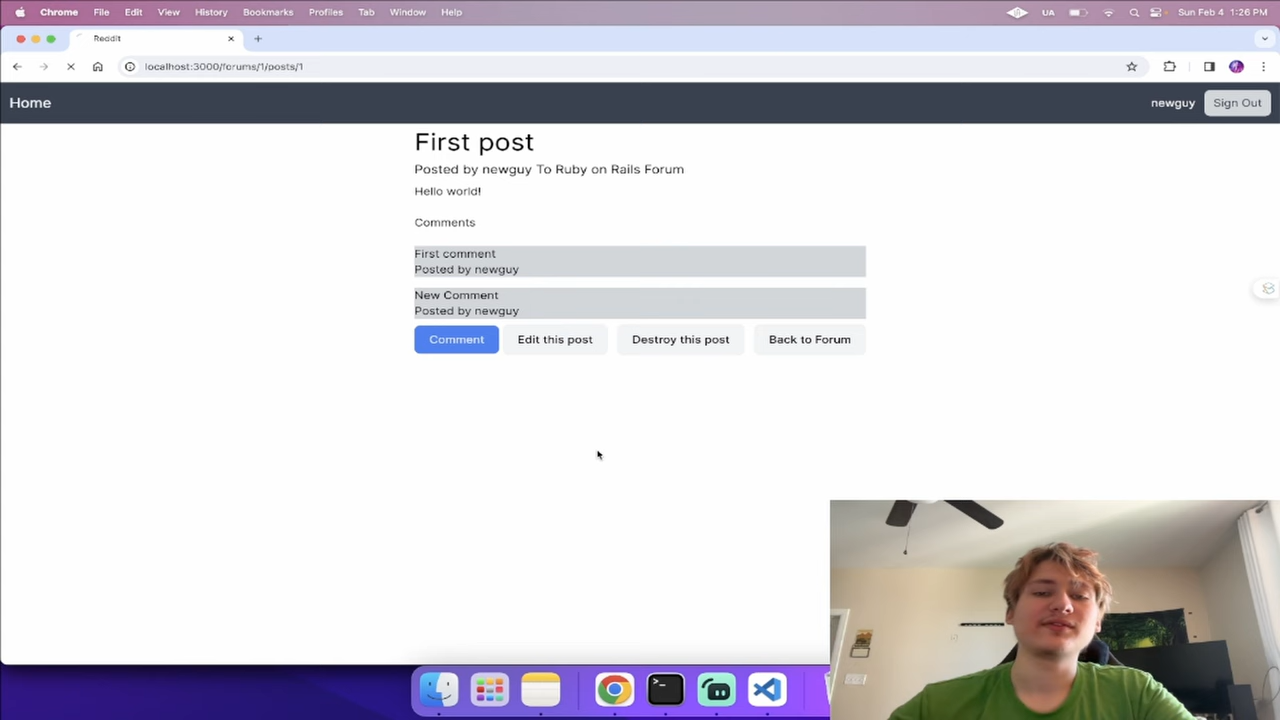 Chrome File Edit View History Bookmarks Profiles Tab Window Help UA Sun Feb 4 1:26 PM
Reddit
localhost:3000/forums/1/posts/1
Home newguy Sign Out
First post
Posted by newguy To Ruby on Rails Forum
Hello world!
Comments
First comment
Posted by newguy
New Comment
Posted by newguy
Comment Edit this post Destroy this post Back to Forum